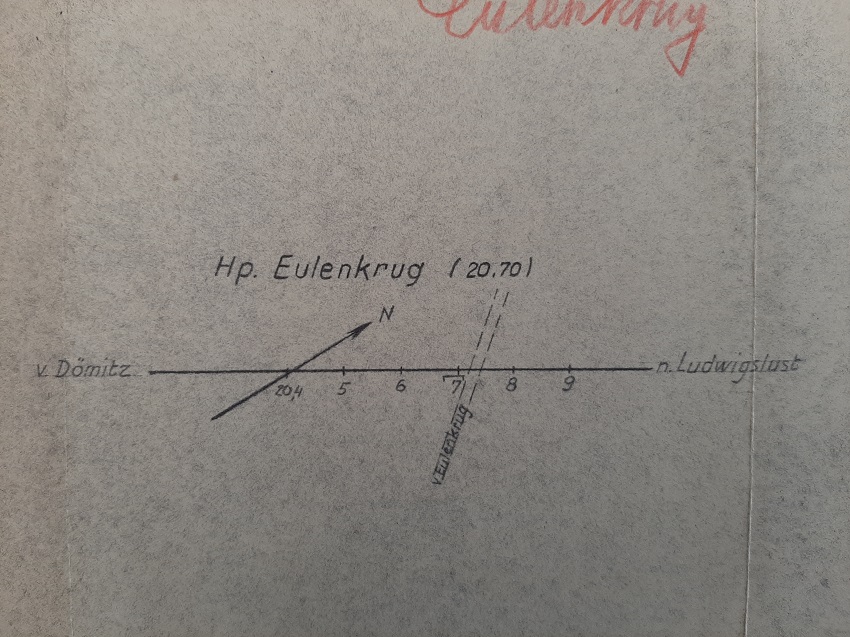 Eulenkrug
Hp. Eulenkrug (20,70)
N
v. Dömitz
n. Ludwigslust
20,4 5 6 7 8 9
v. Eulenkrug